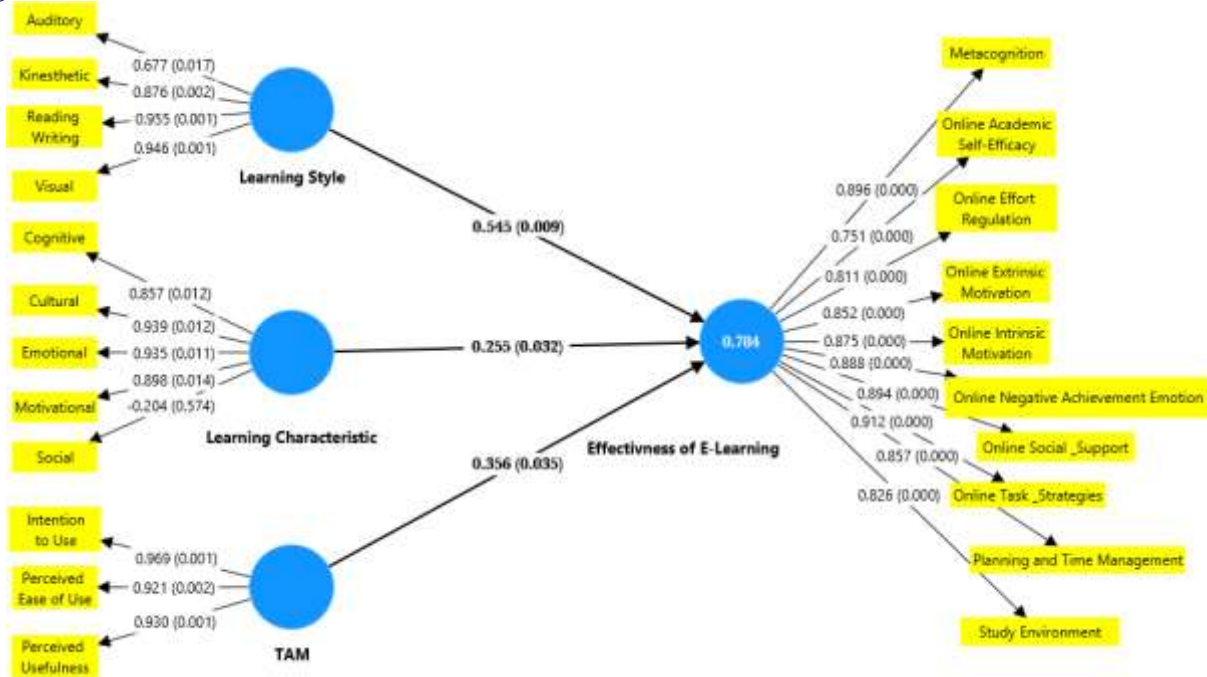 Auditory
0.677 (0.017)
Kinesthetic
0.876 (0.002)
Reading
Writing
0.955 (0.001)
0.946 (0.001)
Visual
Learning Style
Cognitive
0.857 (0.012)
Cultural
0.939 (0.012)
Emotional
0.935 (0.011)
Motivational
0.898 (0.014)
-0.204 (0.574)
Social
Learning Characteristic
Intention
to Use
0.969 (0.001)
Perceived
Ease of Use
0.921 (0.002)
0.930 (0.001)
Perceived
Usefulness
TAM
0.545 (0.009)
0.255 (0.032)
0.356 (0.035)
0.704
Effectivness of E-Learning
Metacognition
0.896 (0.000)
Online Academic
Self-Efficacy
0.751 (0.000)
Online Effort
Regulation
0.811 (0.000)
Online Extrinsic
Motivation
0.852 (0.000)
Online Intrinsic
Motivation
0.875 (0.000)
0.888 (0.000)
Online Negative Achievement Emotion
0.894 (0.000)
Online Social _Support
0.912 (0.000)
Online Task _Strategies
0.857 (0.000)
Planning and Time Management
0.826 (0.000)
Study Environment